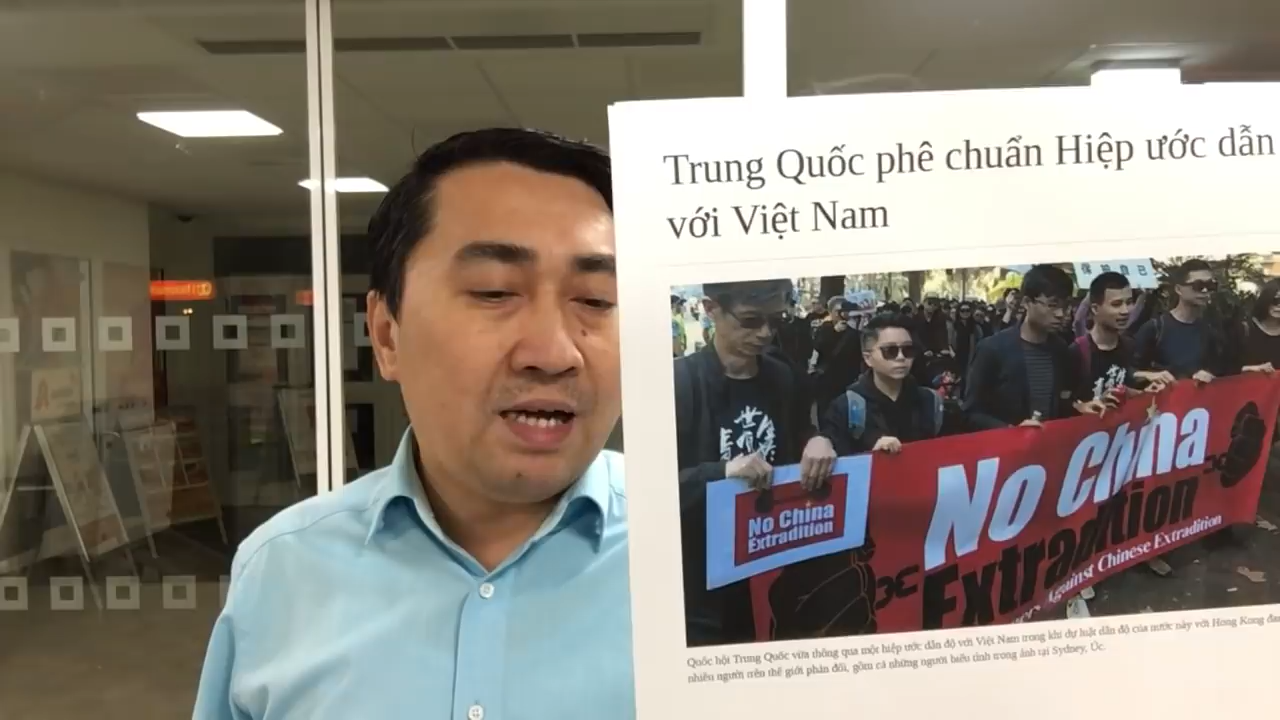 Trung Quốc phê chuẩn Hiệp ước dẫn
với Việt Nam
No China
Extradition
No China
Extradition
Against Chinese Extradition
Quốc hội Trung Quốc vừa thông qua một hiệp ước dẫn độ với Việt Nam trong khi dự luật dẫn độ của nước này với Hong Kong
nhiều người trên thế giới phản đối, gồm cả những người biểu tình trong ảnh tại Sydney, Úc.